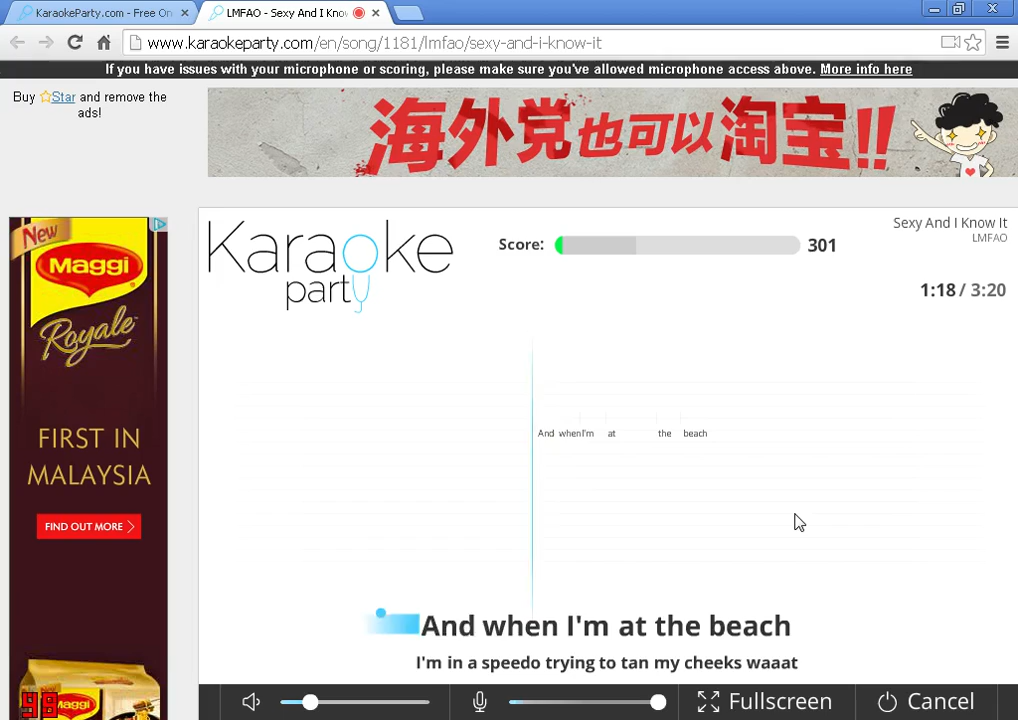 KaraokeParty.com - Free On
LMFAO - Sexy And I Know
www.karaokeparty.com/en/song/1181/lmfao/sexy-and-i-know-it
If you have issues with your microphone or scoring, please make sure you've allowed microphone access above. More info here
Buy Star and remove the
ads!
海外党也可以淘宝!!
New
Maggi
Royale
FIRST IN
MALAYSIA
FIND OUT MORE
Maggi
98
Karaoke
party
Score:
301
Sexy And I Know It
LMFAO
1:18 / 3:20
And when I'm at the beach
And when I'm at the beach
I'm in a speedo trying to tan my cheeks waaat
Fullscreen
Cancel